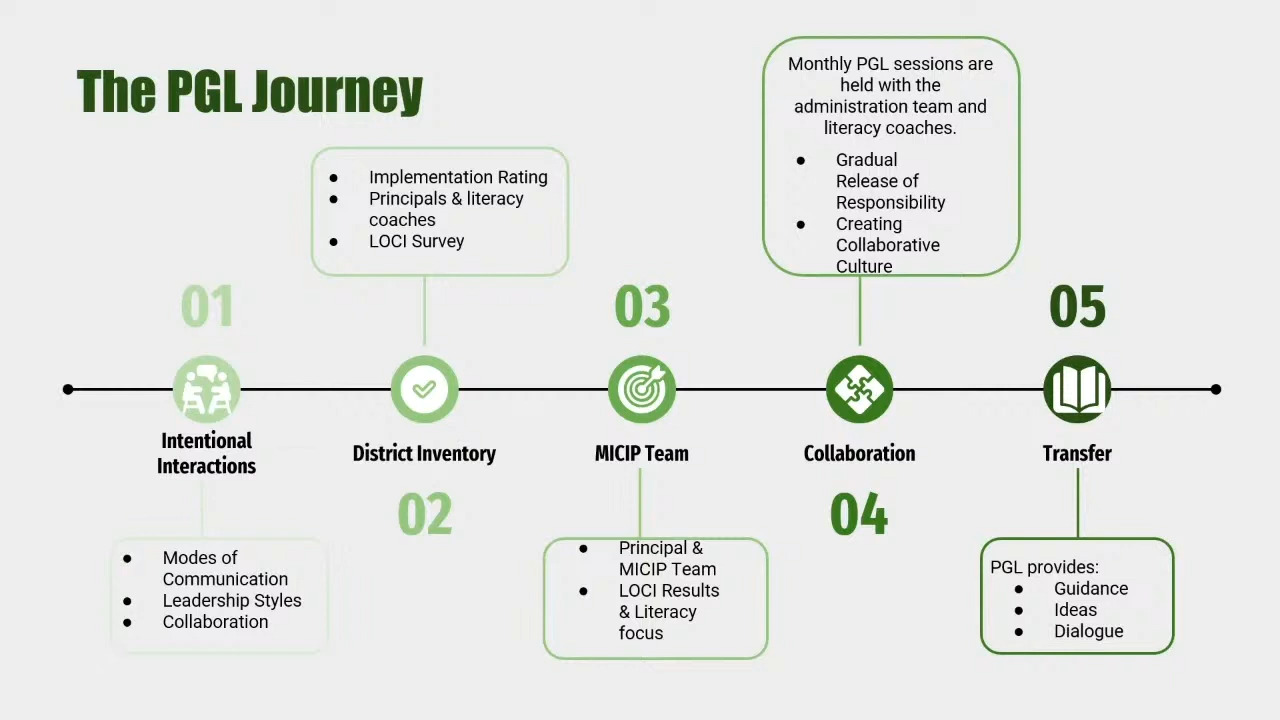 The PGL Journey
Monthly PGL sessions are
held with the
administration team and
literacy coaches.
● Gradual
Release of
Responsibility
● Creating
Collaborative
Culture
● Implementation Rating
● Principals & literacy
coaches
● LOCI Survey
01
03
05
Intentional
Interactions
District Inventory
MICIP Team
Collaboration
Transfer
02
04
● Modes of
Communication
● Leadership Styles
● Collaboration
● Principal &
MICIP Team
● LOCI Results
& Literacy
focus
PGL provides:
● Guidance
● Ideas
● Dialogue